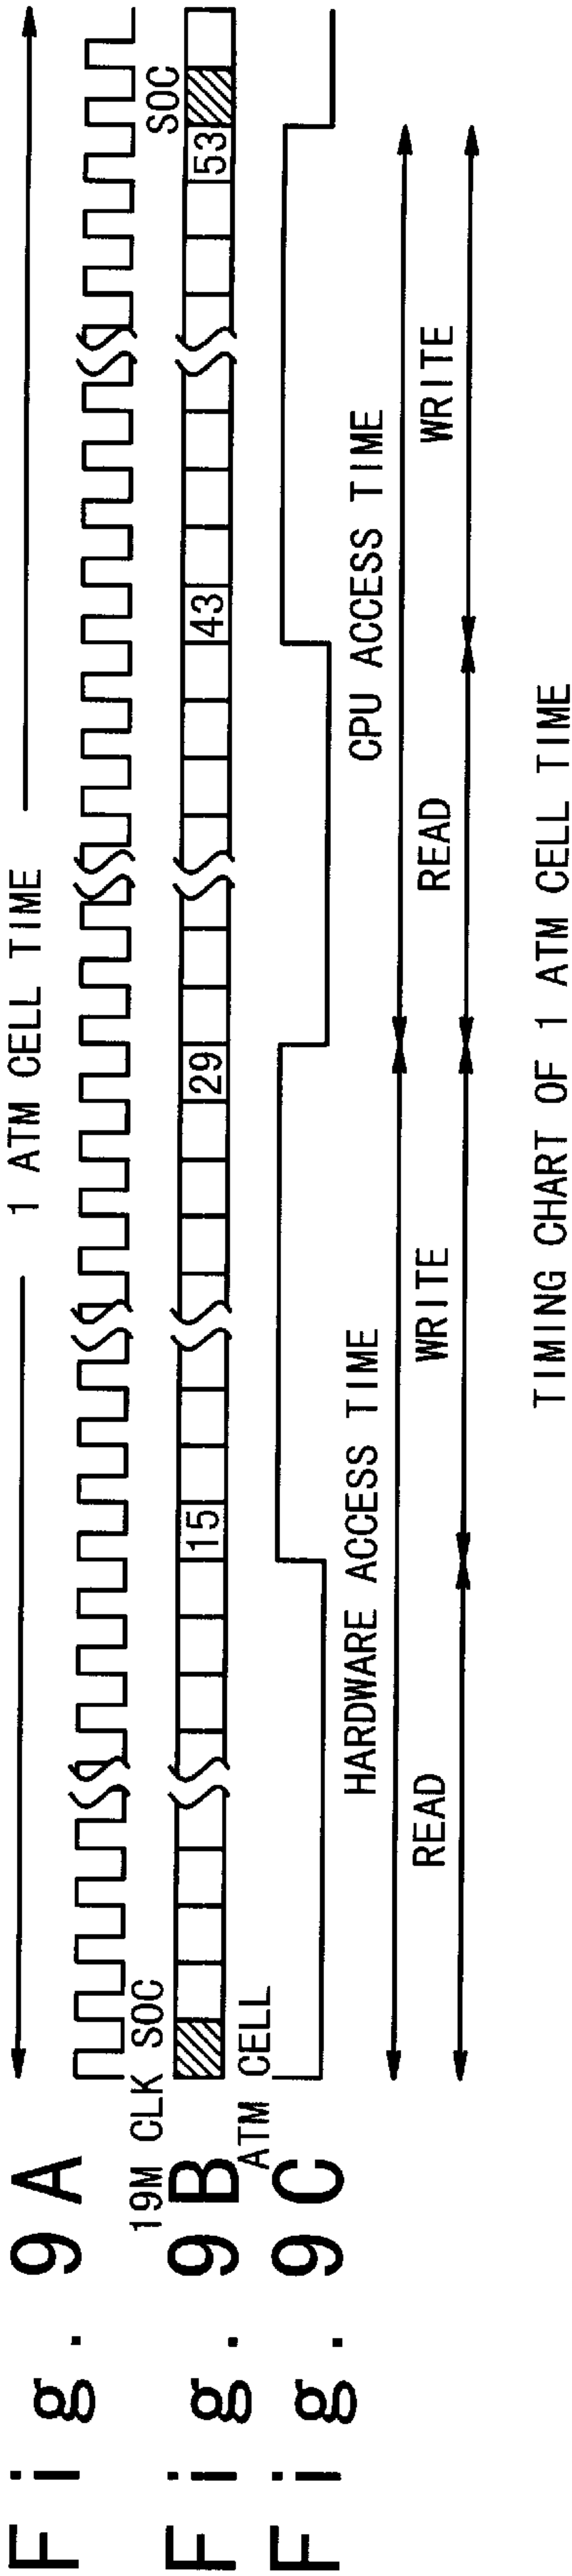 Fig. 9A
1 ATM CELL TIME
19M CLK
SOC
SOC
Fig. 9B
15
29
43
53
ATM CELL
Fig. 9C
HARDWARE ACCESS TIME
CPU ACCESS TIME
READ
WRITE
READ
WRITE
TIMING CHART OF 1 ATM CELL TIME